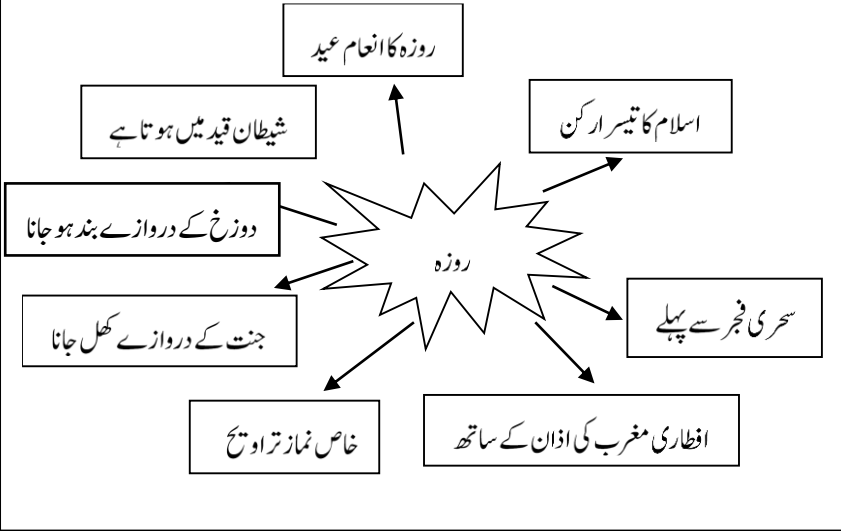 روزہ کا انعام عید
اسلام کا تیسرا رکن
شیطان قید میں ہوتا ہے
دوزخ کے دروازے بند ہو جانا
روزہ
سحری فجر سے پہلے
جنت کے دروازے کھل جانا
افطاری مغرب کی اذان کے ساتھ
خاص نماز تراویح